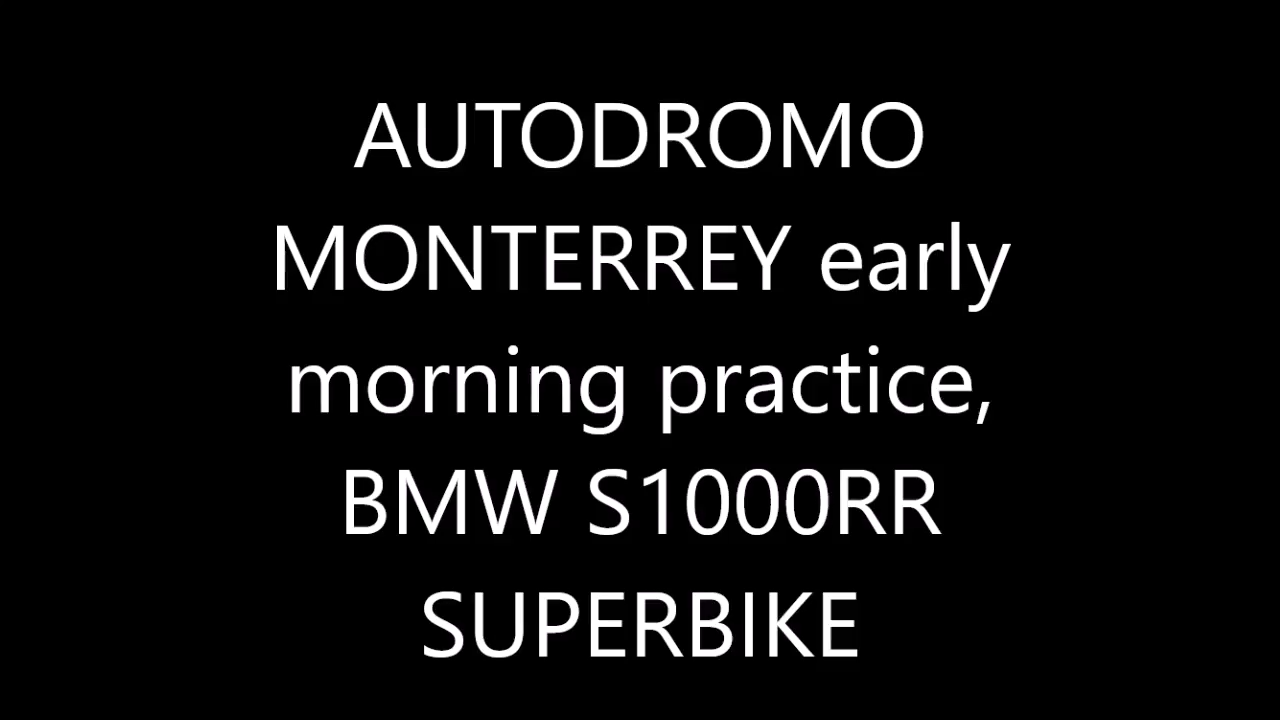 AUTODROMO
MONTERREY early
morning practice,
BMW S1000RR
SUPERBIKE